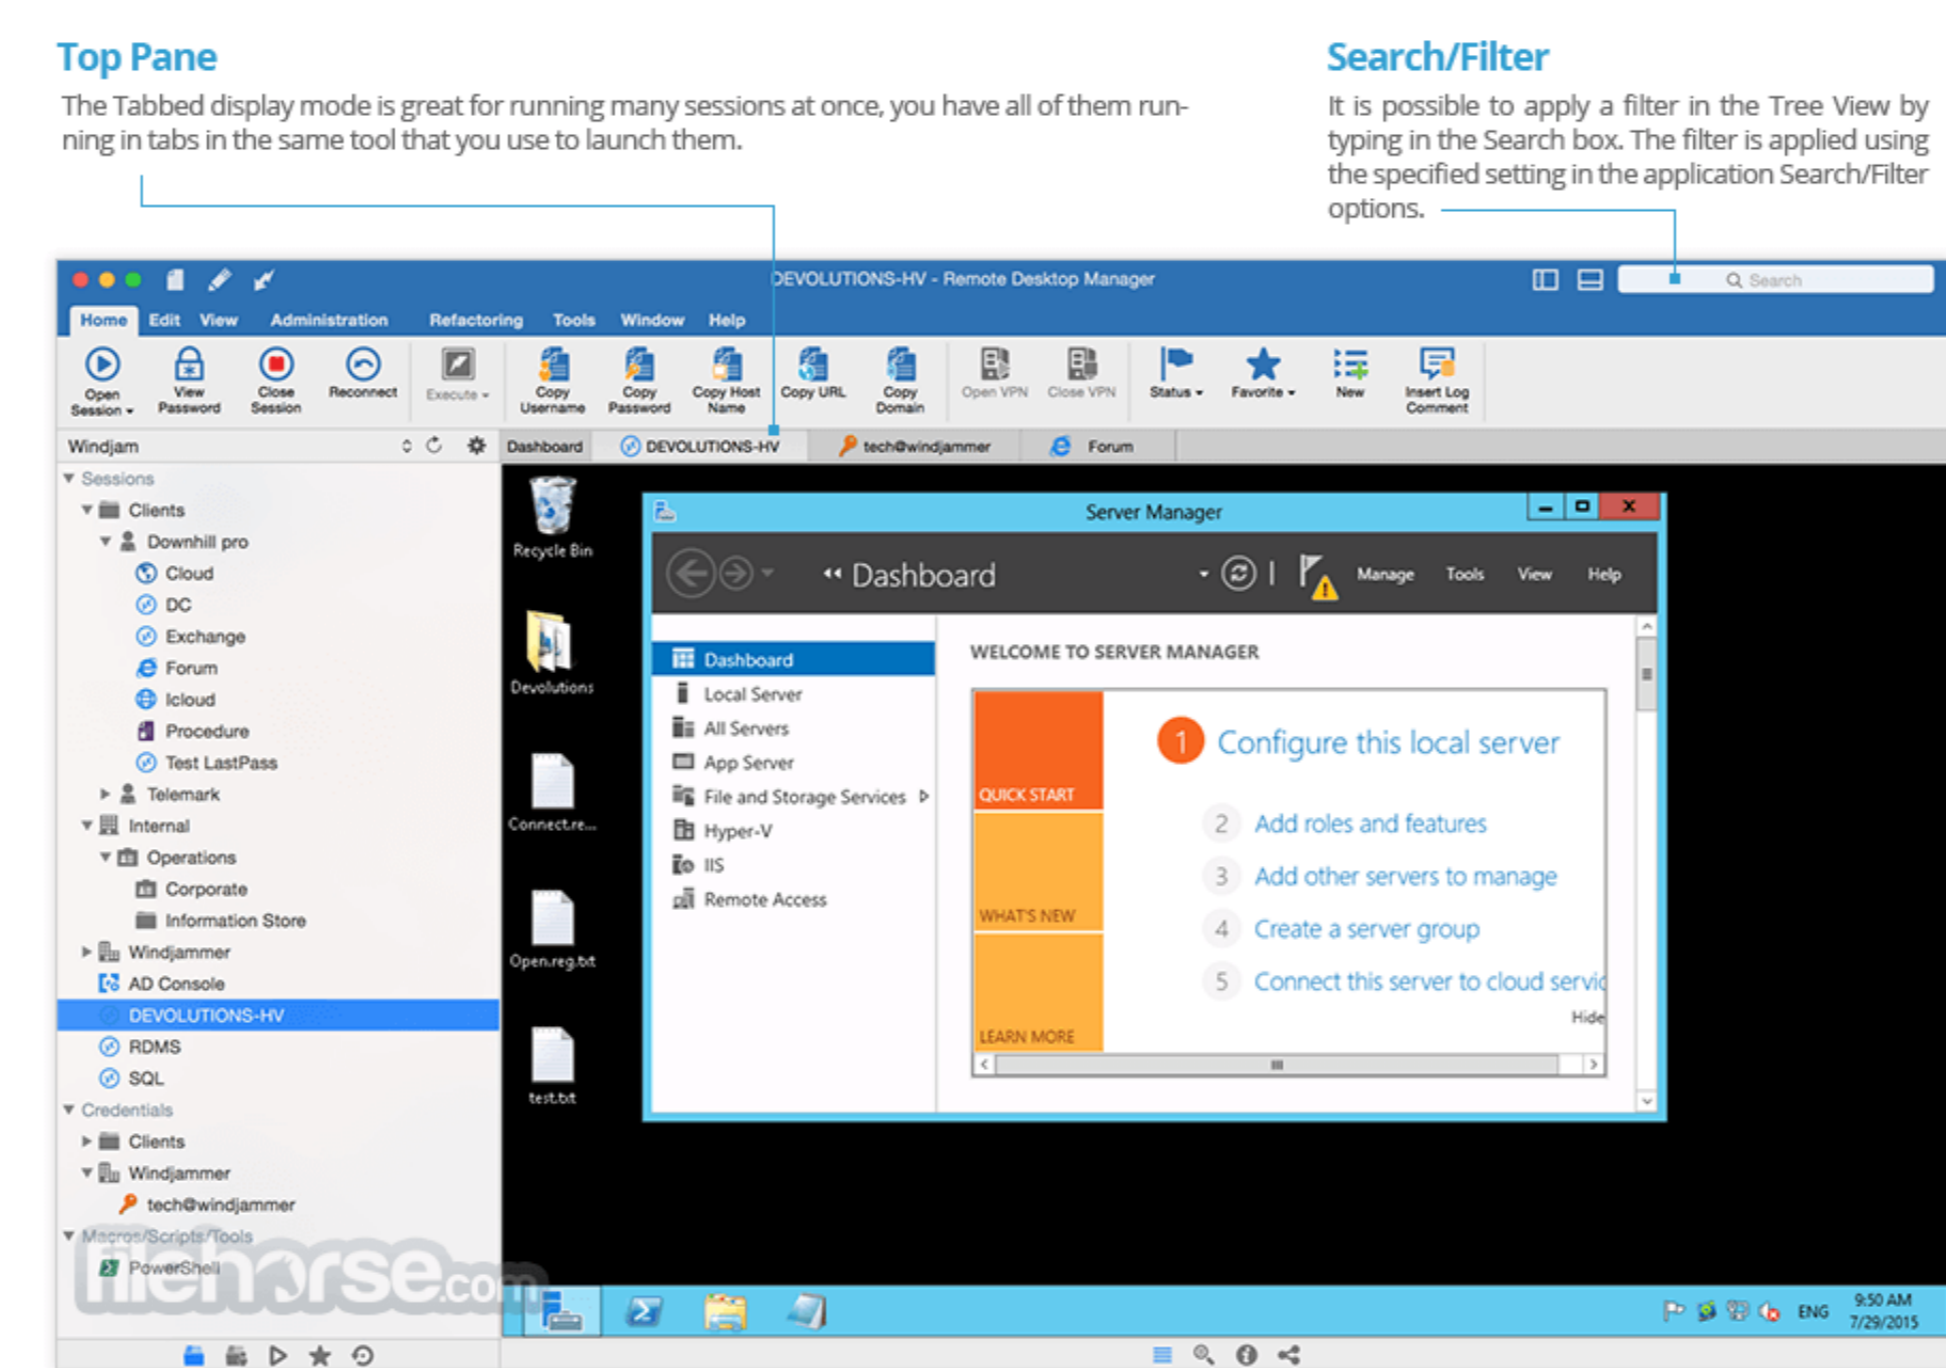 Top Pane
The Tabbed display mode is great for running many sessions at once, you have all of them run-
ning in tabs in the same tool that you use to launch them.
Search/Filter
It is possible to apply a filter in the Tree View by
typing in the Search box. The filter is applied using
the specified setting in the application Search/Filter
options.
DEVOLUTIONS-HV - Remote Desktop Manager
Search
Home Edit View Administration Refactoring Tools Window Help
Open Session
View Password
Close Session
Reconnect
Execute
Copy Username
Copy Password
Copy Host Name
Copy URL
Copy Domain
Open VPN
Close VPN
Status
Favorite
New
Insert Log Comment
Windjam
Dashboard DEVOLUTIONS-HV tech@windjammer Forum
Sessions
Clients
Downhill pro
Cloud
DC
Exchange
Forum
Icloud
Procedure
Test LastPass
Telemark
Internal
Operations
Corporate
Information Store
Windjammer
AD Console
DEVOLUTIONS-HV
RDMS
SQL
Credentials
Clients
Windjammer
tech@windjammer
Macros/Scripts/Tools
PowerShell
filehorse.com
Recycle Bin
Devolutions
Connect.re...
Open.reg.txt
test.txt
Server Manager
Dashboard
Manage Tools View Help
Dashboard
Local Server
All Servers
App Server
File and Storage Services
Hyper-V
IIS
Remote Access
WELCOME TO SERVER MANAGER
QUICK START
WHAT'S NEW
LEARN MORE
1 Configure this local server
2 Add roles and features
3 Add other servers to manage
4 Create a server group
5 Connect this server to cloud servic
Hide
ENG
9:50 AM
7/29/2015